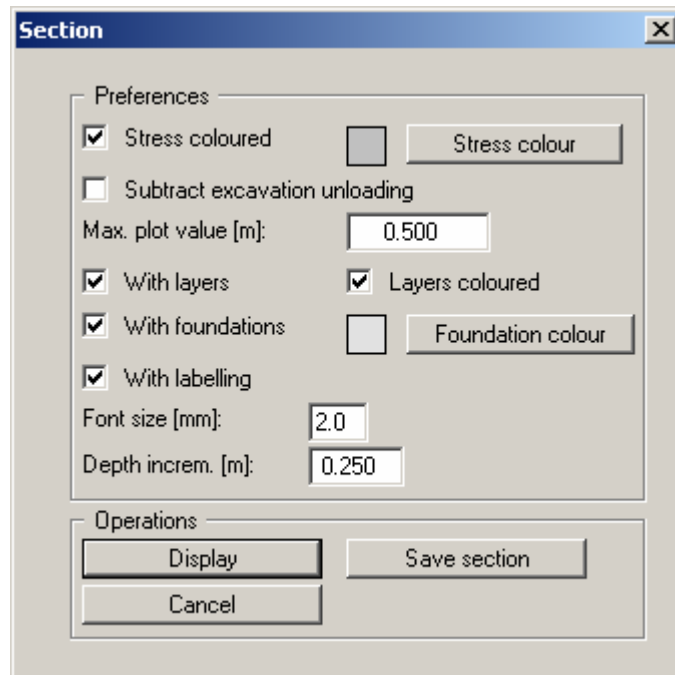 Section
Preferences
Stress coloured Stress colour
Subtract excavation unloading
Max. plot value [m]: 0.500
With layers Layers coloured
With foundations Foundation colour
With labelling
Font size [mm]: 2.0
Depth increm. [m]: 0.250
Operations
Display Save section
Cancel